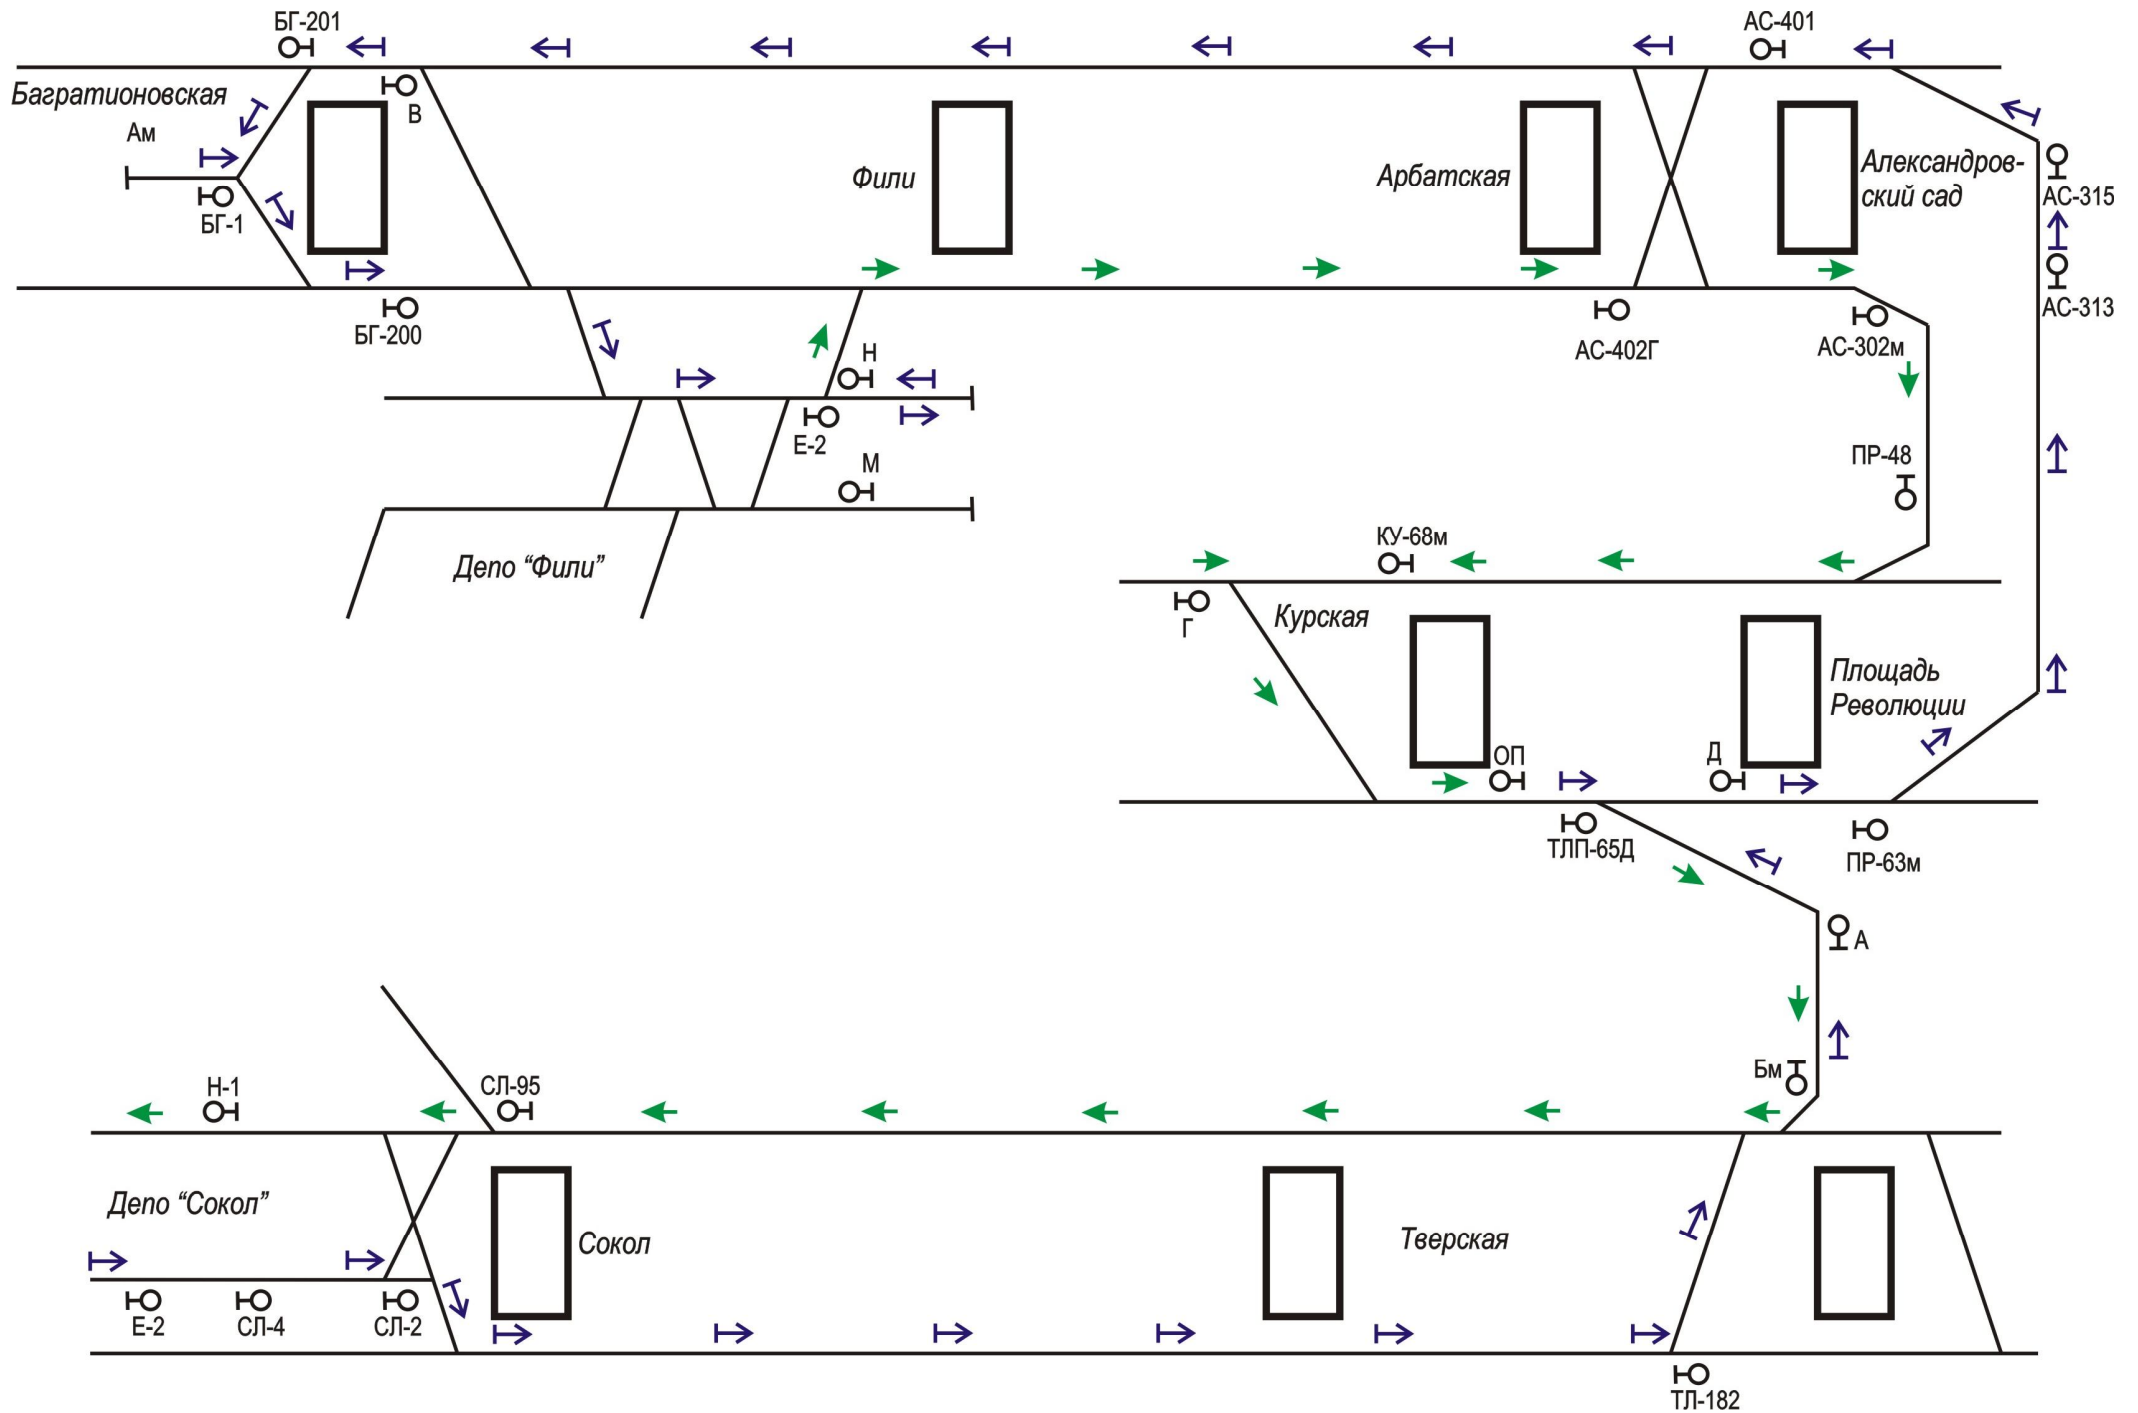 БГ-201
АС-401
Багратионовская
В
Ам
БГ-1
Фили
Арбатская
Александров-
ский сад
АС-315
АС-313
БГ-200
Н
АС-402Г
АС-302м
Е-2
М
ПР-48
Депо “Фили”
КУ-68м
Г
Курская
Площадь
Революции
ОП
Д
ТЛП-65Д
ПР-63м
А
Бм
Н-1
СЛ-95
Депо “Сокол”
Сокол
Тверская
Е-2
СЛ-4
СЛ-2
ТЛ-182